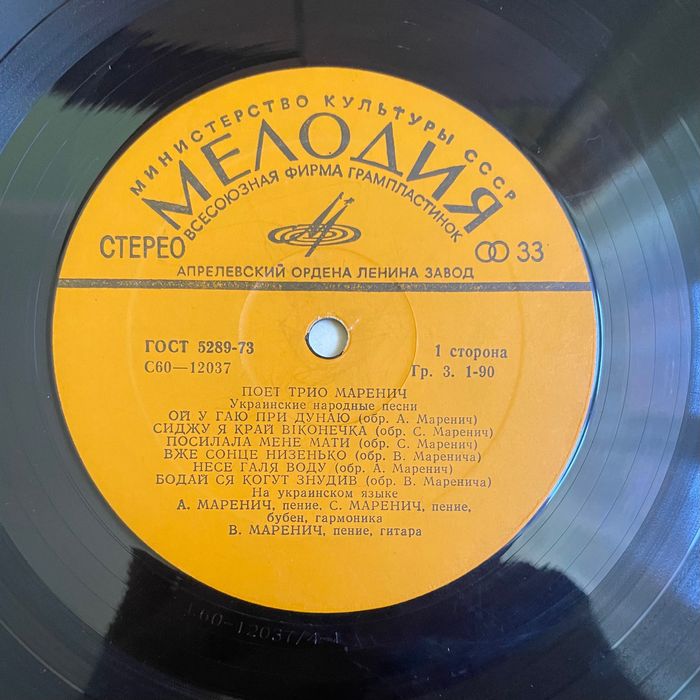 МИНИСТЕРСТВО КУЛЬТУРЫ СССР
МЕЛОДИЯ
ВСЕСОЮЗНАЯ ФИРМА ГРАМПЛАСТИНОК
СТЕРЕО 33
АПРЕЛЕВСКИЙ ОРДЕНА ЛЕНИНА ЗАВОД
ГОСТ 5289-73 1 сторона
С60—12037 Гр. 3. 1-90
ПОЕТ ТРИО МАРЕНИЧ
Украинские народные песни
ОЙ У ГАЮ ПРИ ДУНАЮ (обр. А. Маренич)
СИДЖУ Я КРАЙ ВІКОНЕЧКА (обр. С. Маренич)
ПОСИЛАЛА МЕНЕ МАТИ (обр. С. Маренич)
ВЖЕ СОНЦЕ НИЗЕНЬКО (обр. В. Маренича)
НЕСЕ ГАЛЯ ВОДУ (обр. А. Маренич)
БОДАЙ СЯ КОГУТ ЗНУДИВ (обр. В. Маренича)
На украинском языке
А. МАРЕНИЧ, пение, С. МАРЕНИЧ, пение,
бубен, гармоника
В. МАРЕНИЧ, пение, гитара